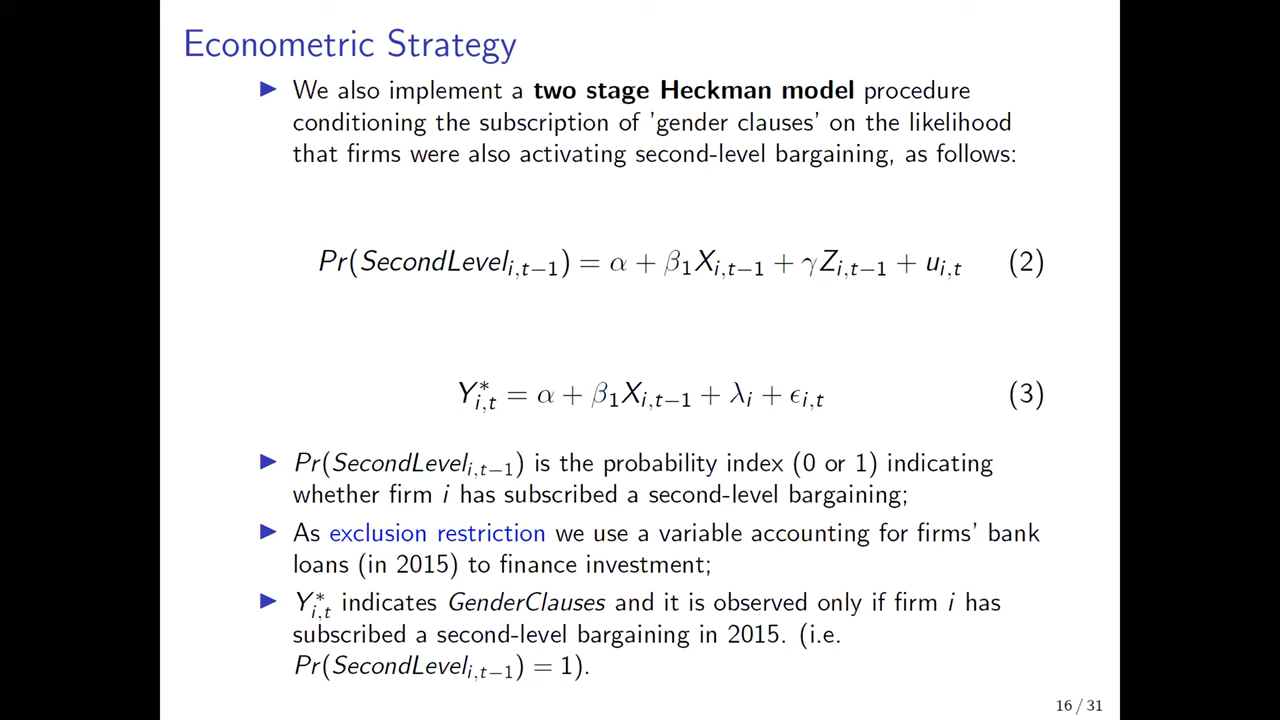 Econometric Strategy
▶ We also implement a two stage Heckman model procedure
conditioning the subscription of 'gender clauses' on the likelihood
that firms were also activating second-level bargaining, as follows:
Pr(SecondLevel_{i,t−1}) = α + β₁X_{i,t−1} + γZ_{i,t−1} + u_{i,t} (2)
Y*_{i,t} = α + β₁X_{i,t−1} + λ_i + ϵ_{i,t} (3)
▶ Pr(SecondLevel_{i,t−1}) is the probability index (0 or 1) indicating
whether firm i has subscribed a second-level bargaining;
▶ As exclusion restriction we use a variable accounting for firms' bank
loans (in 2015) to finance investment;
▶ Y*_{i,t} indicates GenderClauses and it is observed only if firm i has
subscribed a second-level bargaining in 2015. (i.e.
Pr(SecondLevel_{i,t−1}) = 1).
16 / 31